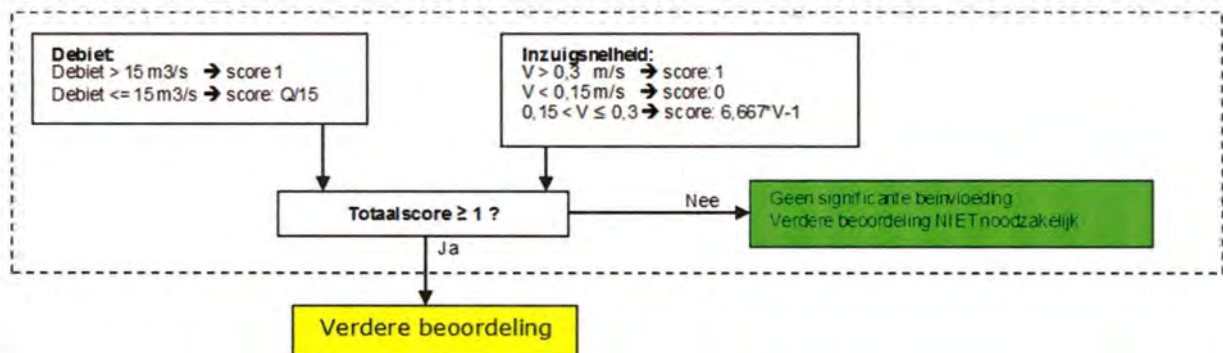 Debiet:
Debiet > 15 m3/s ➔ score 1
Debiet <= 15 m3/s ➔ score: Q/15
Inzuigsnelheid:
V > 0,3 m/s ➔ score: 1
V < 0,15 m/s ➔ score: 0
0,15 < V ≤ 0,3 ➔ score: 6,667*V-1
Totaalscore ≥ 1 ?
Nee
Geen significante beinvloeding
Verdere beoordeling NIET noodzakelijk
Ja
Verdere beoordeling